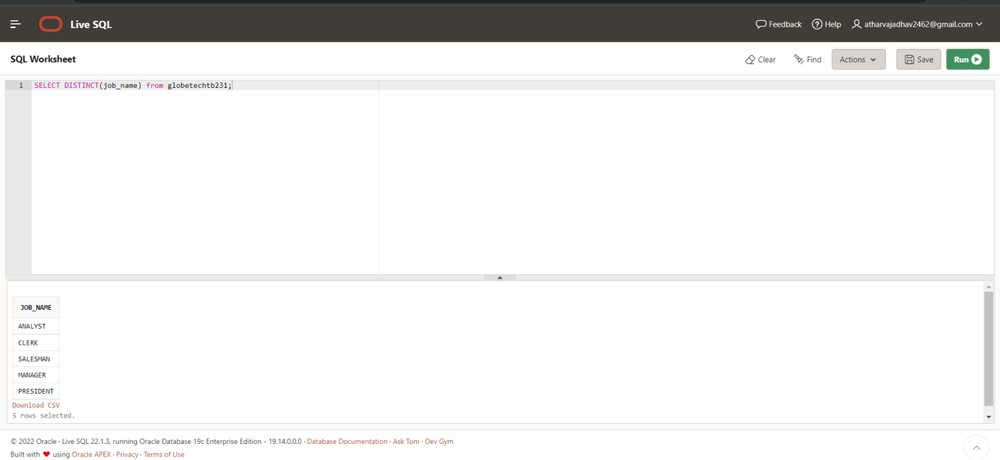 Live SQL
Feedback Help atharvajadhav2462@gmail.com
SQL Worksheet
Clear Find Actions Save Run
1 SELECT DISTINCT(job_name) from globetechtb231;
JOB_NAME
ANALYST
CLERK
SALESMAN
MANAGER
PRESIDENT
Download CSV
5 rows selected.
© 2022 Oracle · Live SQL 22.1.3, running Oracle Database 19c Enterprise Edition - 19.14.0.0.0 · Database Documentation · Ask Tom · Dev Gym
Built with ♥ using Oracle APEX · Privacy · Terms of Use